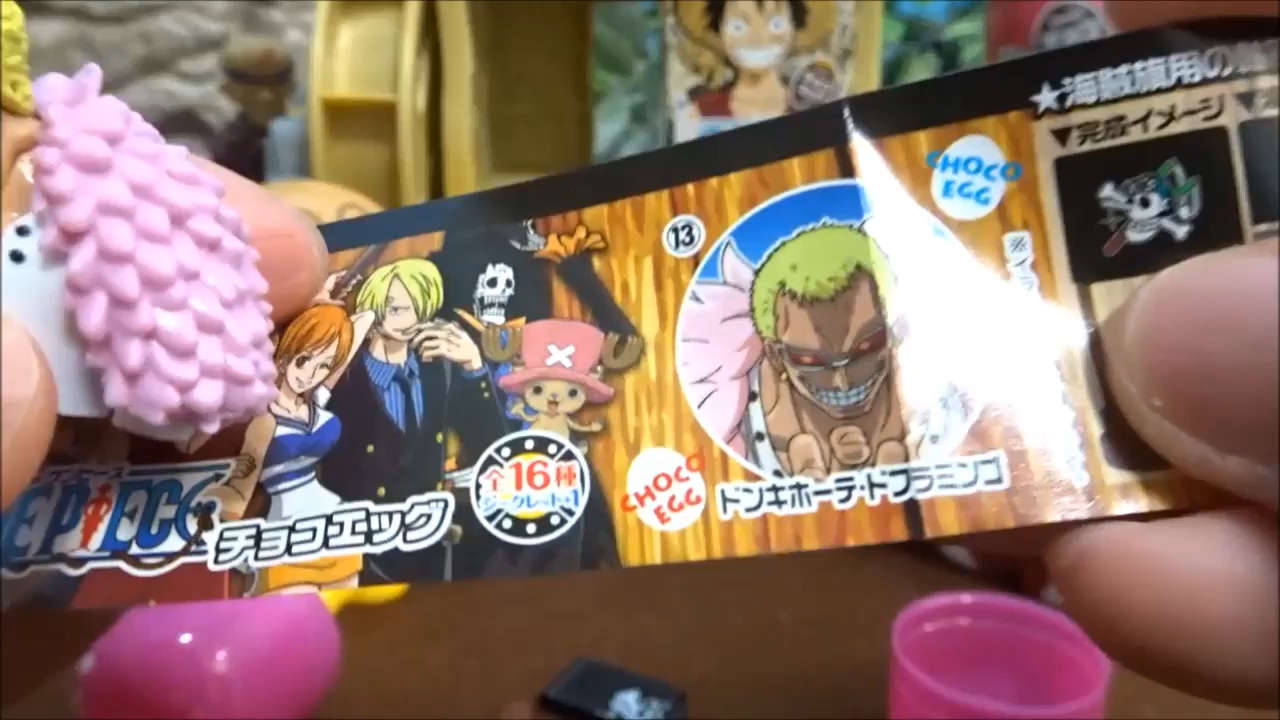 ★海賊旗用の
▼完成イメージ
CHOCO
EGG
⑬
全16種
シークレット+1
CHOCO
EGG
ドンキホーテ・ドフラミンゴ
チョコエッグ